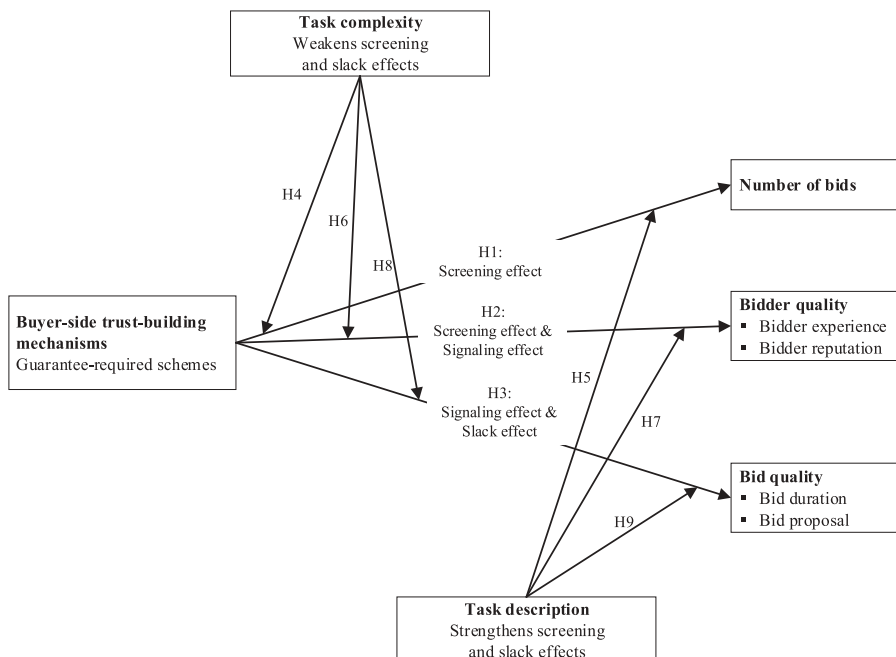 Task complexity
Weakens screening
and slack effects
H4
H6
H8
H1:
Screening effect
Number of bids
Buyer-side trust-building
mechanisms
Guarantee-required schemes
H2:
Screening effect &
Signaling effect
Bidder quality
▪ Bidder experience
▪ Bidder reputation
H3:
Signaling effect &
Slack effect
H5
H7
H9
Bid quality
▪ Bid duration
▪ Bid proposal
Task description
Strengthens screening
and slack effects